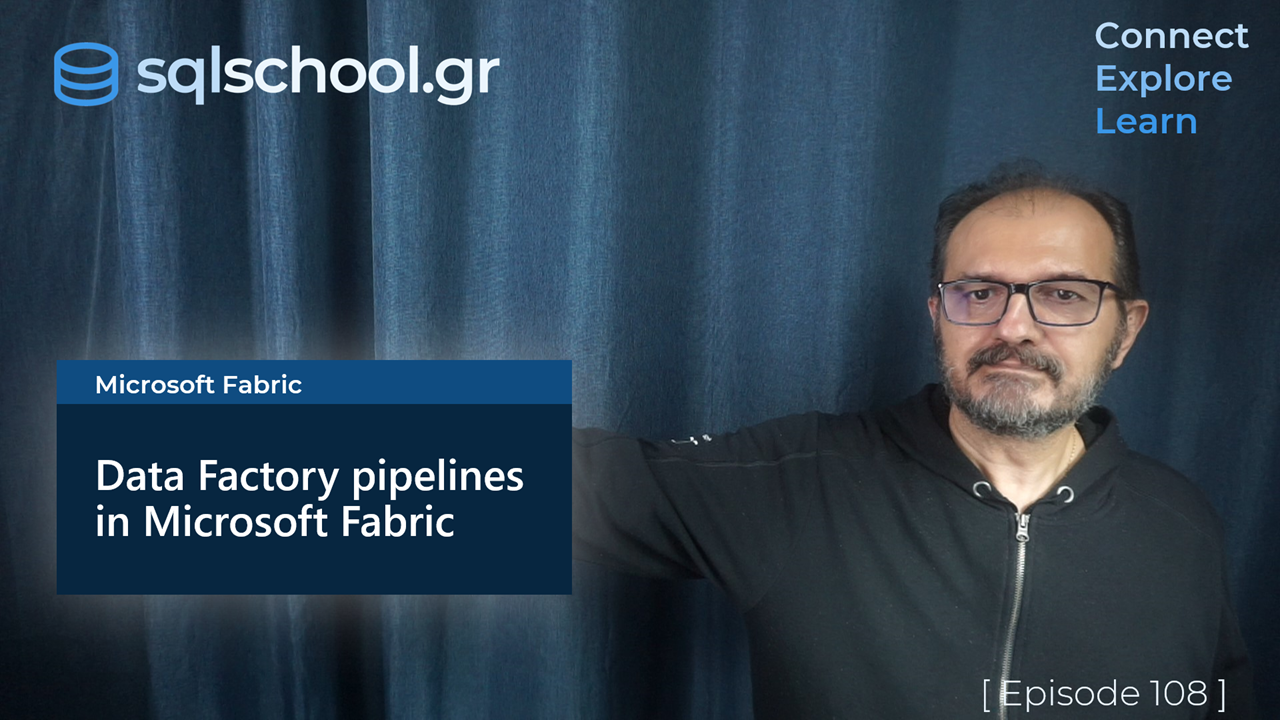 sqlschool.gr
Connect
Explore
Learn
Microsoft Fabric
Data Factory pipelines
in Microsoft Fabric
[ Episode 108 ]